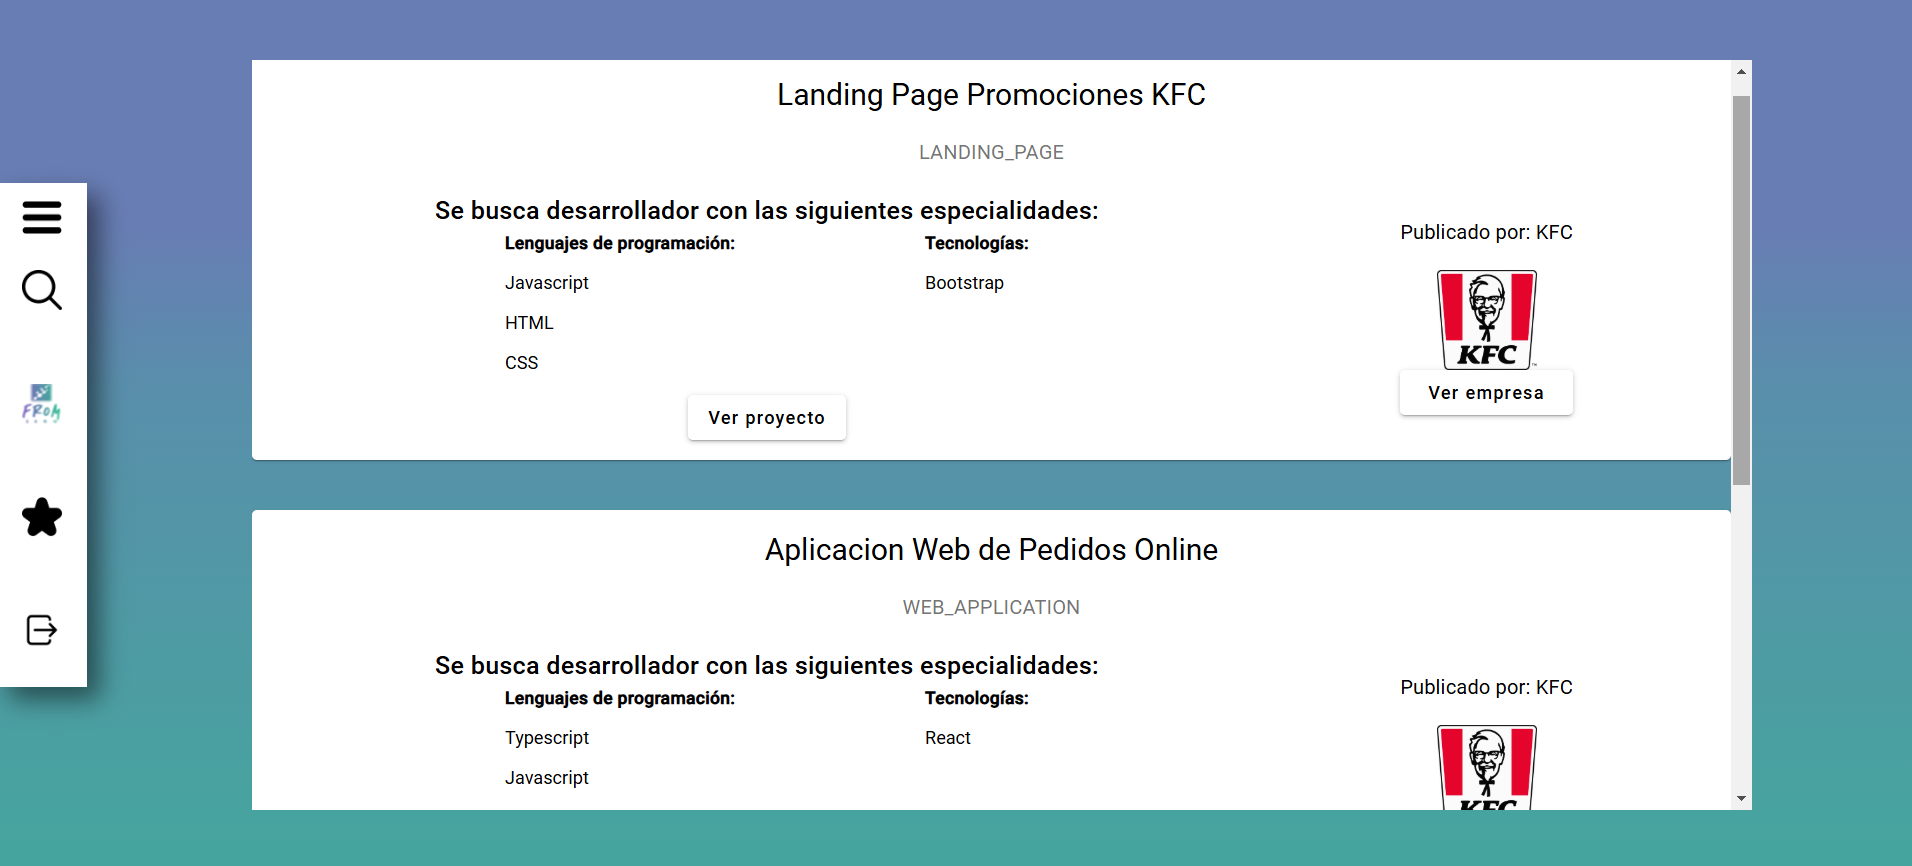 Landing Page Promociones KFC
LANDING_PAGE
Se busca desarrollador con las siguientes especialidades:
Lenguajes de programación:
Tecnologías:
Javascript
Bootstrap
HTML
CSS
Ver proyecto
Publicado por: KFC
KFC
Ver empresa
FROM
Aplicacion Web de Pedidos Online
WEB_APPLICATION
Se busca desarrollador con las siguientes especialidades:
Lenguajes de programación:
Tecnologías:
Typescript
React
Javascript
Publicado por: KFC
KFC